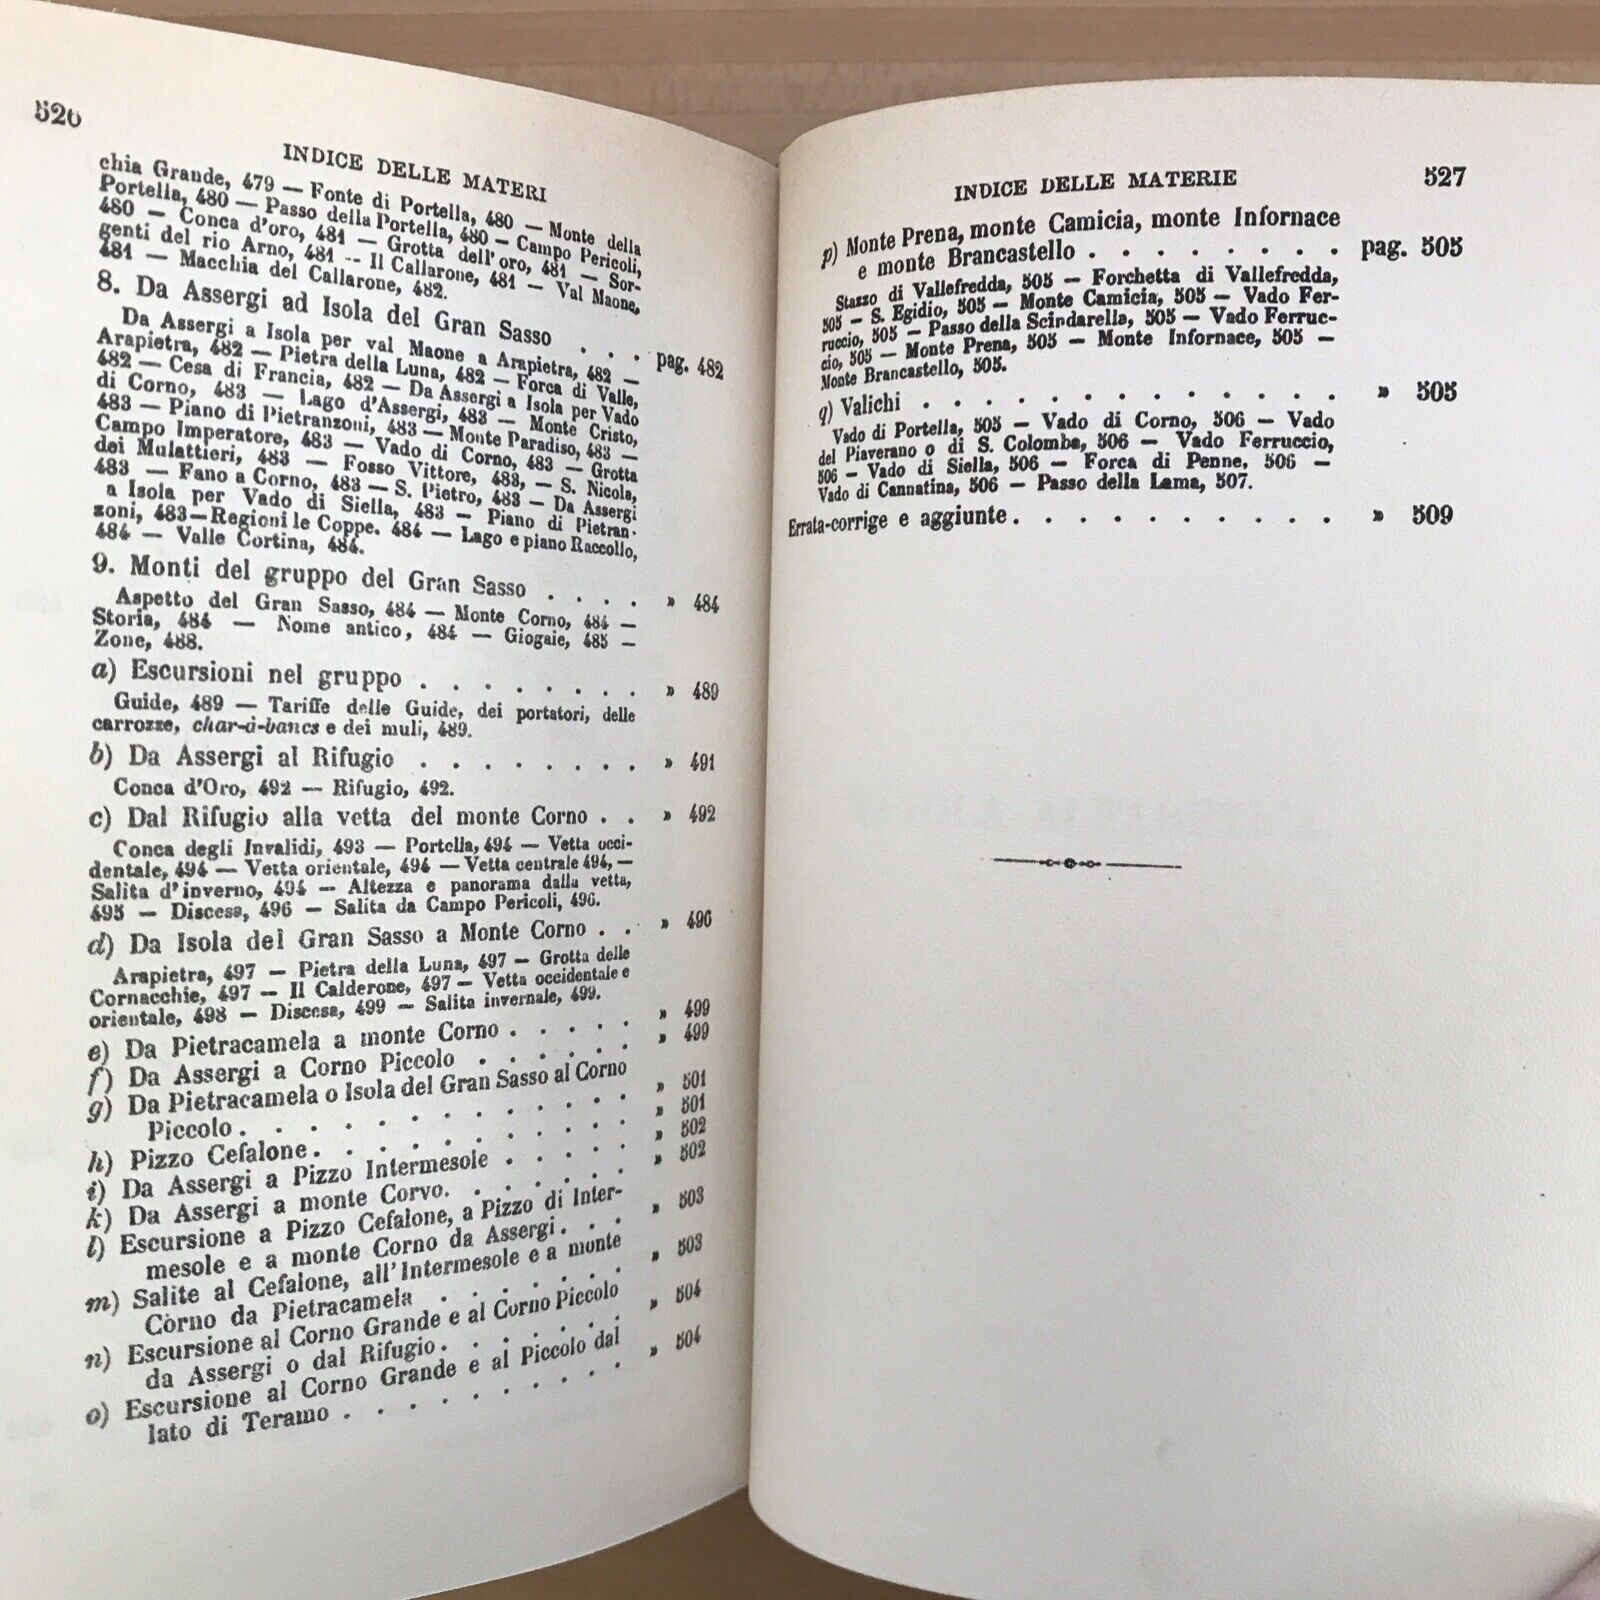 526
INDICE DELLE MATERI
chia Grande, 479 — Fonte di Portella, 480 — Monte della
Portella, 480 — Passo della Portella, 480 — Campo Pericoli,
480 — Conca d'oro, 481 — Grotta dell'oro, 481 — Sor-
genti del rio Arno, 481 — Il Callarone, 481 — Val Maone,
481 — Macchia del Callarone, 482.
8. Da Assergi ad Isola del Gran Sasso . . . pag. 482
Da Assergi a Isola per val Maone a Arapietra, 482 —
Arapietra, 482 — Pietra della Luna, 482 — Forca di Valle,
482 — Cesa di Francia, 482 — Da Assergi a Isola per Vado
di Corno, 483 — Lago d'Assergi, 483 — Monte Cristo,
483 — Piano di Pietranzoni, 483 — Monte Paradiso, 483 —
Campo Imperatore, 483 — Vado di Corno, 483 — Grotta
dei Mulattieri, 483 — Fosso Vittore, 483, — S. Nicola,
483 — Fano a Corno, 483 — S. Pietro, 483 — Da Assergi
a Isola per Vado di Siella, 483 — Piano di Pietran-
zoni, 483 — Regioni le Coppe. 484 — Lago e piano Raccollo,
484 — Valle Cortina, 484.
9. Monti del gruppo del Gran Sasso . . . . » 484
Aspetto del Gran Sasso, 484 — Monte Corno, 484 —
Storia, 484 — Nome antico, 484 — Giogaie, 485 —
Zone, 488.
a) Escursioni nel gruppo . . . . . . . . » 489
Guide, 489 — Tariffe delle Guide, dei portatori, delle
carrozze, char-à-bancs e dei muli, 489.
b) Da Assergi al Rifugio . . . . . . . . » 491
Conca d'Oro, 492 — Rifugio, 492.
c) Dal Rifugio alla vetta del monte Corno . . » 492
Conca degli Invalidi, 493 — Portella, 494 — Vetta occi-
dentale, 494 — Vetta orientale, 494 — Vetta centrale 494, —
Salita d'inverno, 494 — Altezza e panorama dalla vetta,
495 — Discesa, 496 — Salita da Campo Pericoli, 496.
d) Da Isola del Gran Sasso a Monte Corno . . » 496
Arapietra, 497 — Pietra della Luna, 497 — Grotta delle
Cornacchie, 497 — Il Calderone, 497 — Vetta occidentale e
orientale, 498 — Discesa, 499 — Salita invernale, 499.
e) Da Pietracamela a monte Corno . . . . . » 499
f) Da Assergi a Corno Piccolo . . . . . . » 499
g) Da Pietracamela o Isola del Gran Sasso al Corno
Piccolo . . . . . . . . . . . . » 501
h) Pizzo Cefalone . . . . . . . . . . » 501
i) Da Assergi a Pizzo Intermesole . . . . . » 502
k) Da Assergi a monte Corvo. . . . . . . » 502
l) Escursione a Pizzo Cefalone, a Pizzo di Inter-
mesole e a monte Corno da Assergi . . . » 503
m) Salite al Cefalone, all'Intermesole e a monte
Corno da Pietracamela . . . . . . . » 503
n) Escursione al Corno Grande e al Corno Piccolo
da Assergi o dal Rifugio. . . . . . . » 504
o) Escursione al Corno Grande e al Piccolo dal
lato di Teramo . . . . . . . . . » 504
INDICE DELLE MATERIE 527
p) Monte Prena, monte Camicia, monte Infornace
e monte Brancastello . . . . . . . . pag. 505
Stazzo di Vallefredda, 505 — Forchetta di Vallefredda,
505 — S. Egidio, 505 — Monte Camicia, 505 — Vado Fer-
ruccio, 505 — Passo della Scindarella, 505 — Vado Ferruc-
cio, 505 — Monte Prena, 505 — Monte Infornace, 505 —
Monte Brancastello, 505.
q) Valichi . . . . . . . . . . . . . » 505
Vado di Portella, 505 — Vado di Corno, 506 — Vado
del Piaverano o di S. Colomba, 506 — Vado Ferruccio,
506 — Vado di Siella, 506 — Forca di Penne, 506 —
Vado di Cannatina, 506 — Passo della Lama, 507.
Errata-corrige e aggiunte . . . . . . . . . . » 509